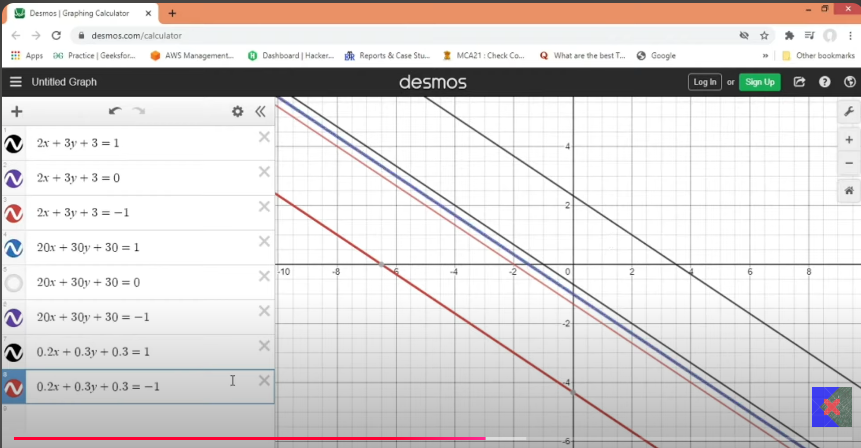 Desmos | Graphing Calculator
desmos.com/calculator
Apps Practice | Geeksfor... AWS Management... Dashboard | Hacker... Reports & Case Stu... MCA21 : Check Co... What are the best T... Google » Other bookmarks
Untitled Graph desmos Log In or Sign Up
1 2x + 3y + 3 = 1
2x + 3y + 3 = 0
3 2x + 3y + 3 = −1
4 20x + 30y + 30 = 1
5 20x + 30y + 30 = 0
6 20x + 30y + 30 = −1
7 0.2x + 0.3y + 0.3 = 1
8 0.2x + 0.3y + 0.3 = −1
9
4
2
-10 -8 -6 -4 -2 0 2 4 6 8
-2
-4
-6